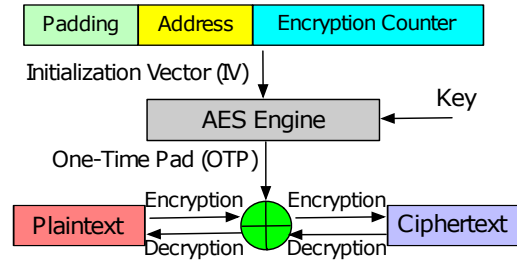 Padding Address Encryption Counter
Initialization Vector (IV)
Key
AES Engine
One-Time Pad (OTP)
Encryption Encryption
Plaintext Ciphertext
Decryption Decryption